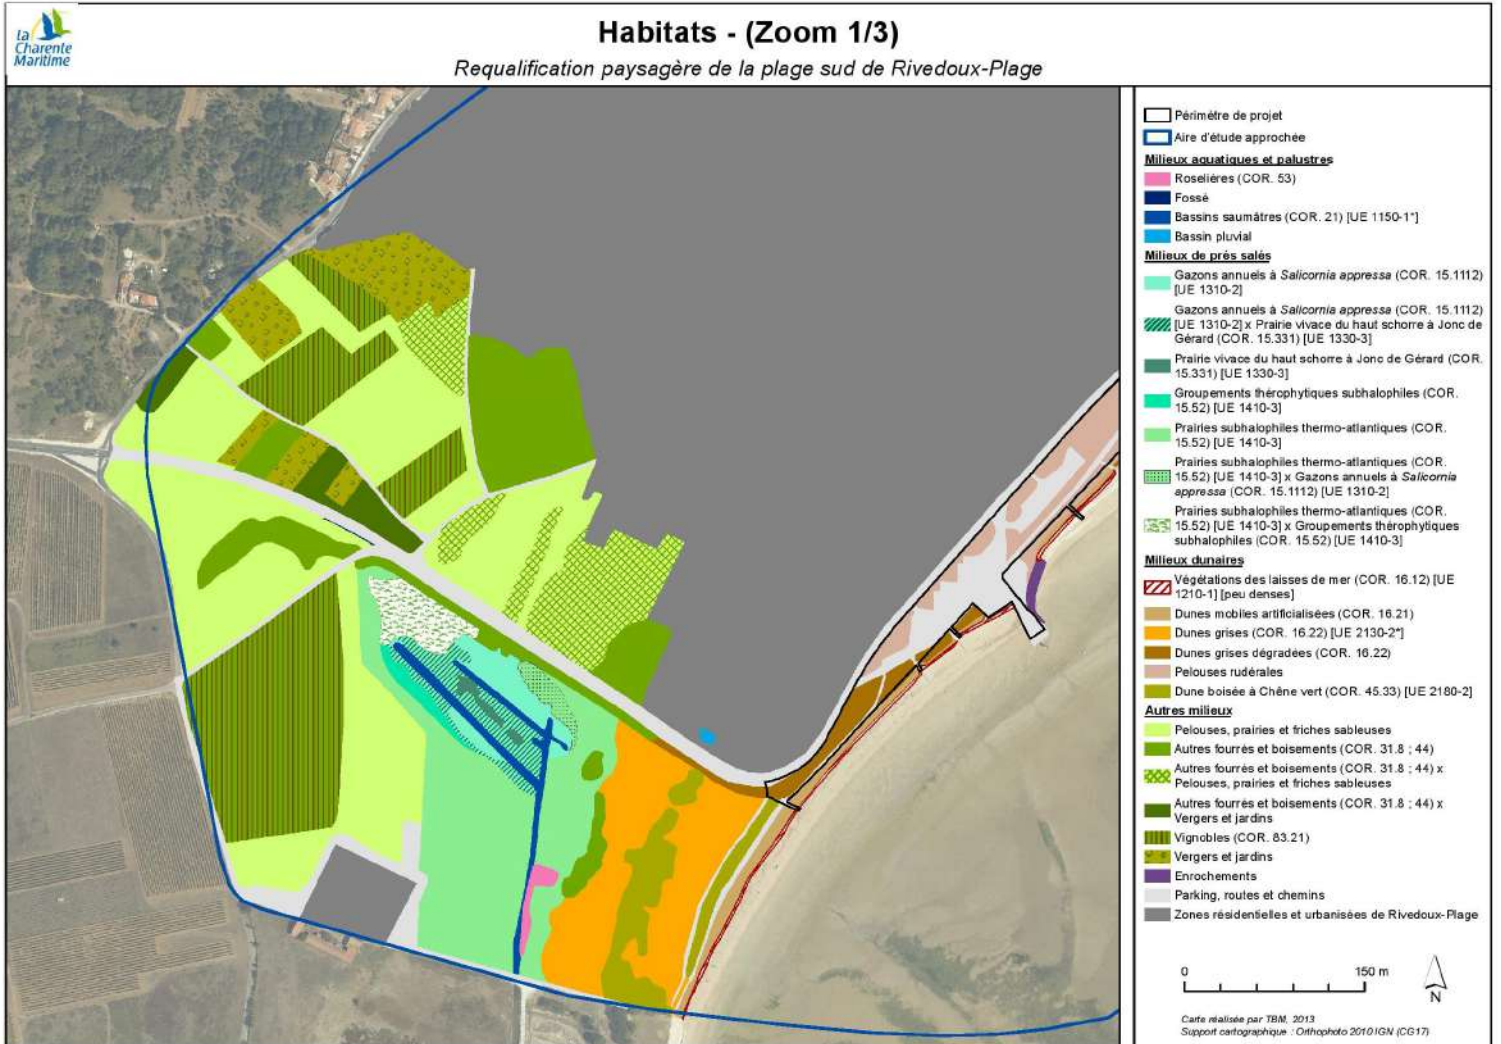 La
Charente
Maritime
Habitats - (Zoom 1/3)
Requalification paysagère de la plage sud de Rivedoux-Plage
Périmètre de projet
Aire d'étude approchée
Milieux aquatiques et palustres
Roselières (COR. 53)
Fossé
Bassins saumâtres (COR. 21) [UE 1150-1*]
Bassin pluvial
Milieux de prés salés
Gazons annuels à Salicornia appressa (COR. 15.1112)
[UE 1310-2]
Gazons annuels à Salicornia appressa (COR. 15.1112)
[UE 1310-2] x Prairie vivace du haut schorre à Jonc de
Gérard (COR. 15.331) [UE 1330-3]
Prairie vivace du haut schorre à Jonc de Gérard (COR.
15.331) [UE 1330-3]
Groupements thérophytiques subhalophiles (COR.
15.52) [UE 1410-3]
Prairies subhalophiles thermo-atlantiques (COR.
15.52) [UE 1410-3]
Prairies subhalophiles thermo-atlantiques (COR.
15.52) [UE 1410-3] x Gazons annuels à Salicornia
appressa (COR. 15.1112) [UE 1310-2]
Prairies subhalophiles thermo-atlantiques (COR.
15.52) [UE 1410-3] x Groupements thérophytiques
subhalophiles (COR. 15.52) [UE 1410-3]
Milieux dunaires
Végétations des laisses de mer (COR. 16.12) [UE
1210-1] [peu denses]
Dunes mobiles artificialisées (COR. 16.21)
Dunes grises (COR. 16.22) [UE 2130-2*]
Dunes grises dégradées (COR. 16.22)
Pelouses rudérales
Dune boisée à Chêne vert (COR. 45.33) [UE 2180-2]
Autres milieux
Pelouses, prairies et friches sableuses
Autres fourrés et boisements (COR. 31.8 ; 44)
Autres fourrés et boisements (COR. 31.8 ; 44) x
Pelouses, prairies et friches sableuses
Autres fourrés et boisements (COR. 31.8 ; 44) x
Vergers et jardins
Vignobles (COR. 83.21)
Vergers et jardins
Enrochements
Parking, routes et chemins
Zones résidentielles et urbanisées de Rivedoux-Plage
0 150 m
N
Carte réalisée par TBM, 2013
Support cartographique : Orthophoto 2010 IGN (CG17)